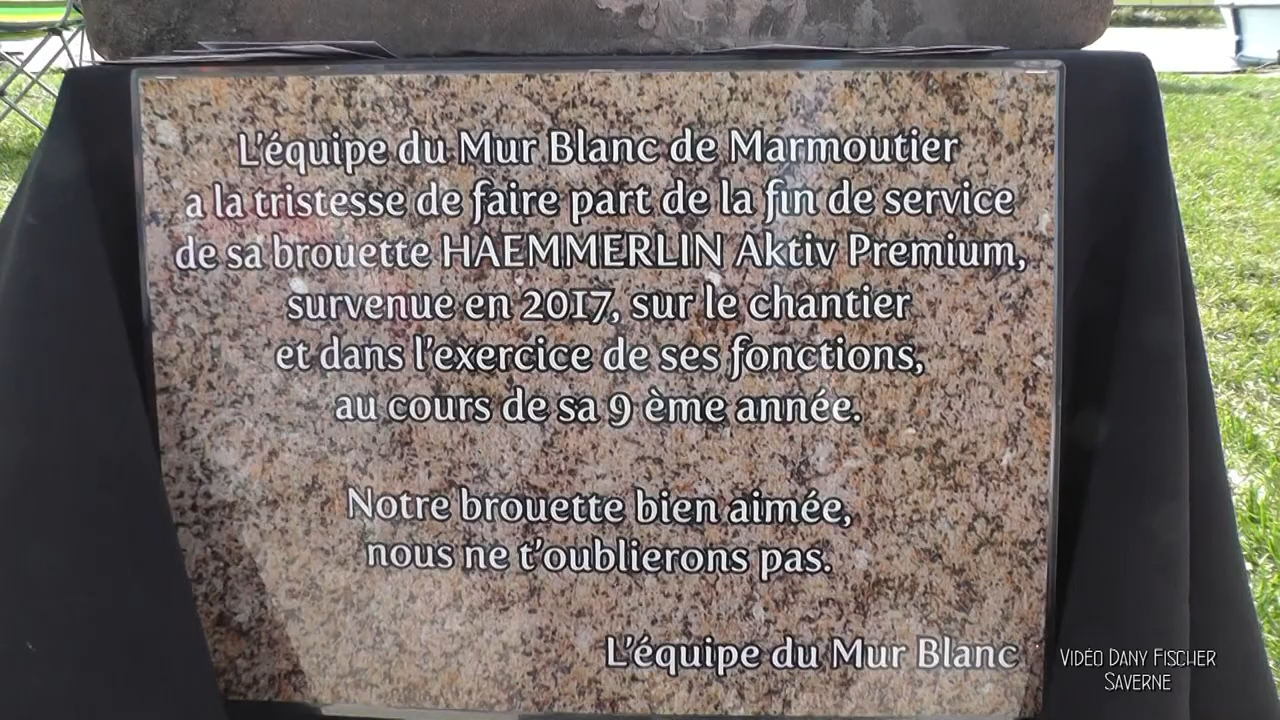 L'équipe du Mur Blanc de Marmoutier
a la tristesse de faire part de la fin de service
de sa brouette HAEMMERLIN Aktiv Premium,
survenue en 2017, sur le chantier
et dans l'exercice de ses fonctions,
au cours de sa 9 ème année.
Notre brouette bien aimée,
nous ne t'oublierons pas.
L'équipe du Mur Blanc
VIDÉO DANY FISCHER
SAVERNE